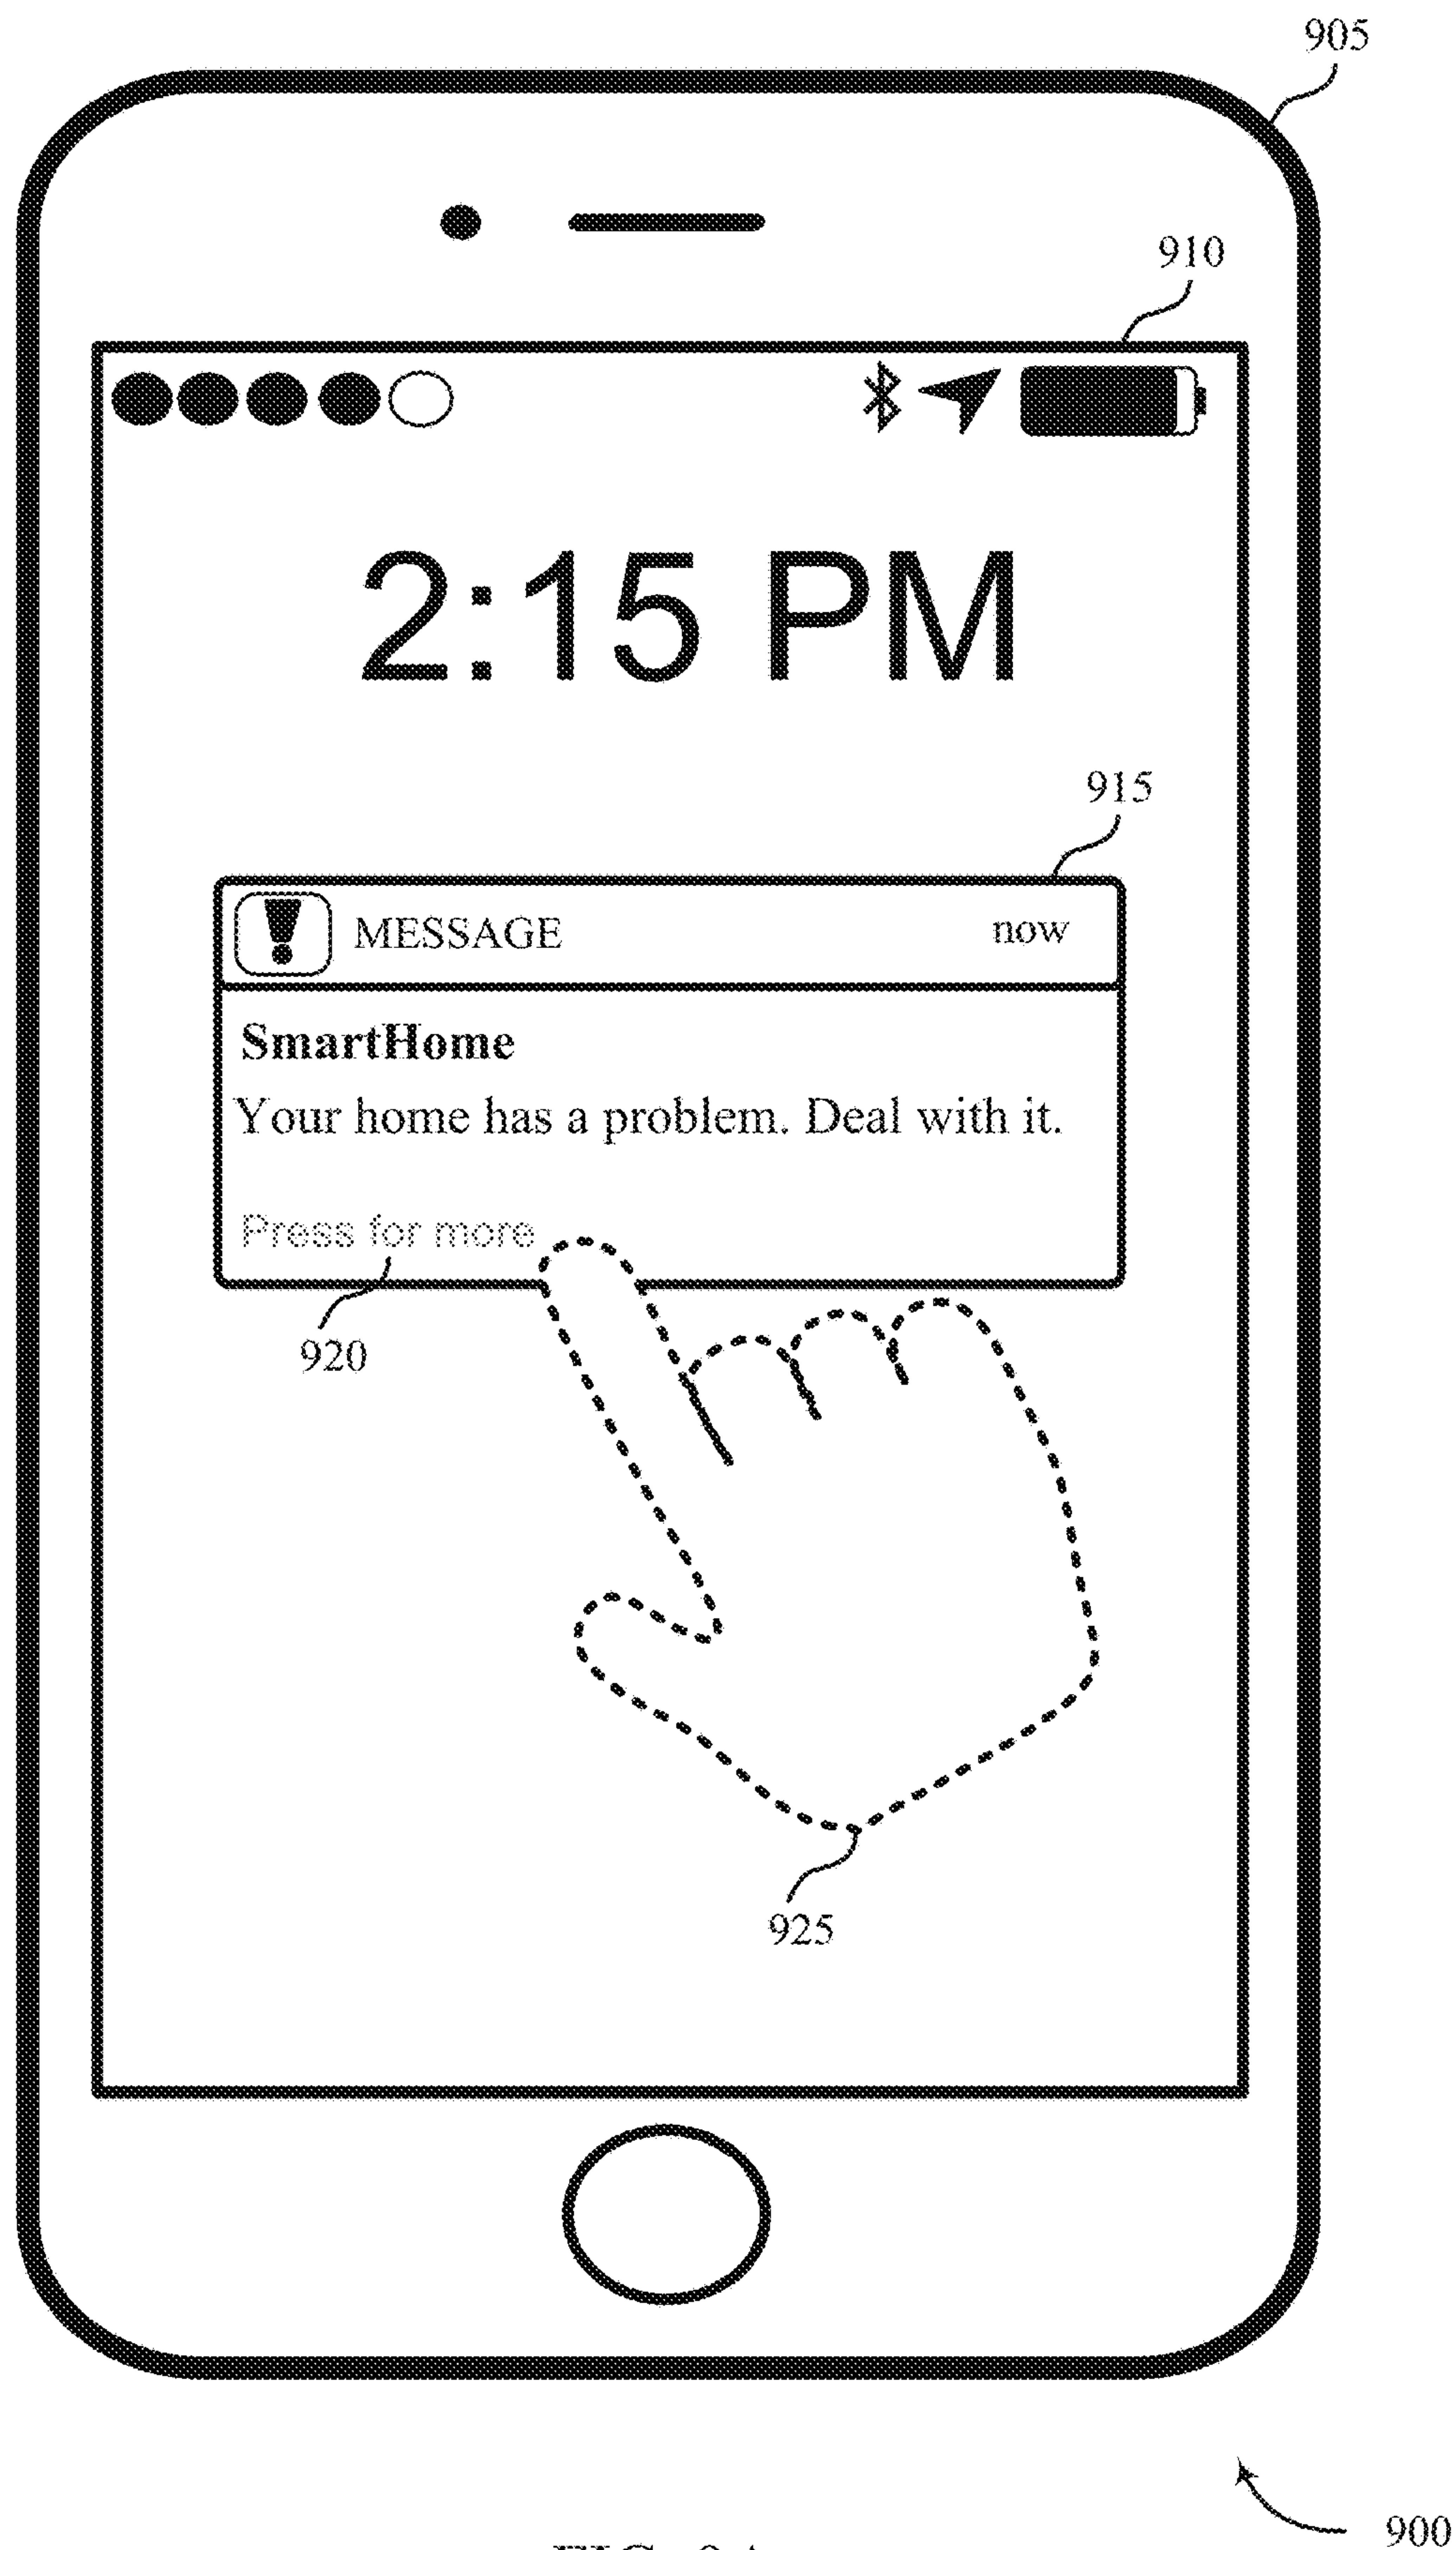 905
910
2:15 PM
915
MESSAGE now
SmartHome
Your home has a problem. Deal with it.
Press for more
920
925
900